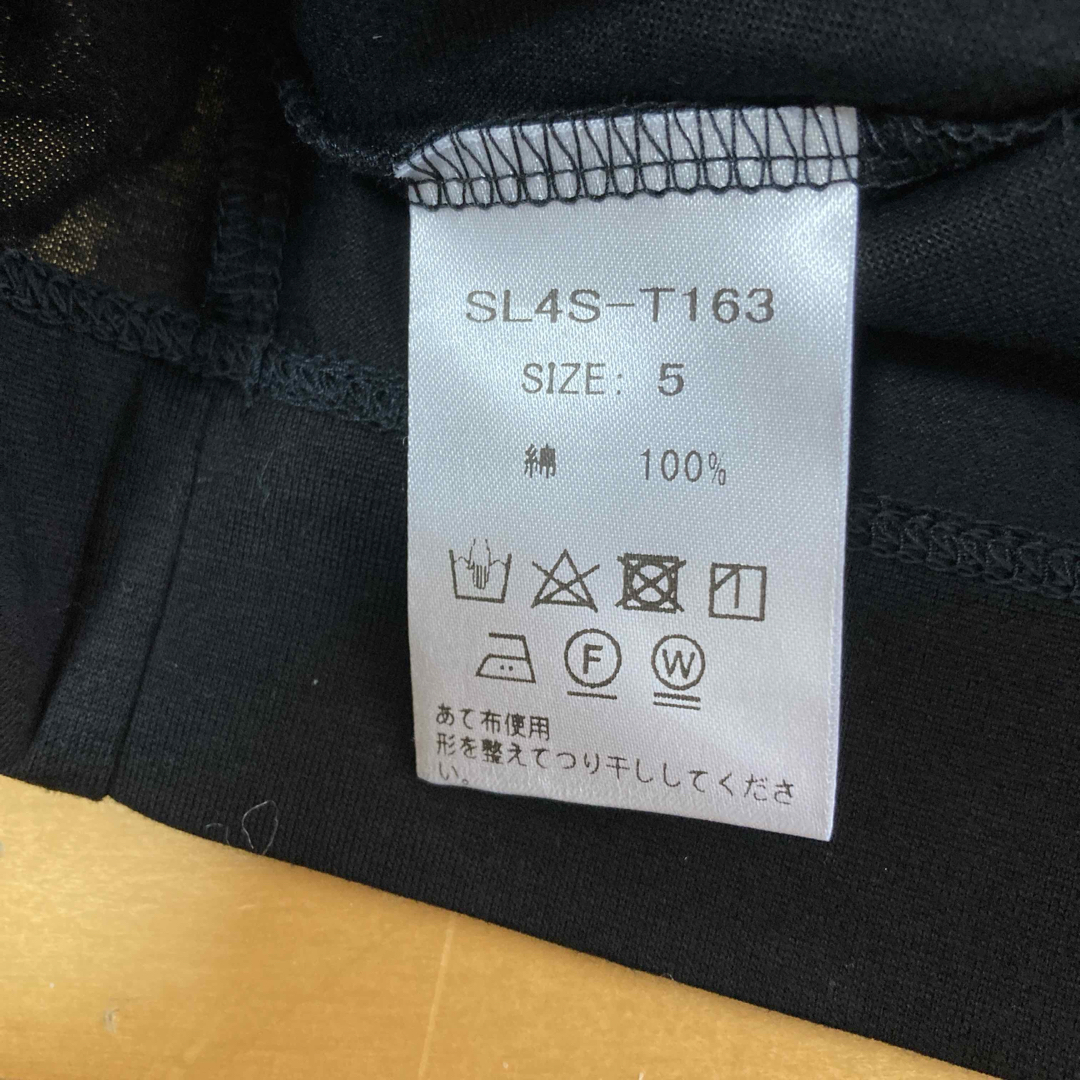 SL4S-T163
SIZE: 5
綿 100%
F W
あて布使用
形を整えてつり干ししてくださ
い。